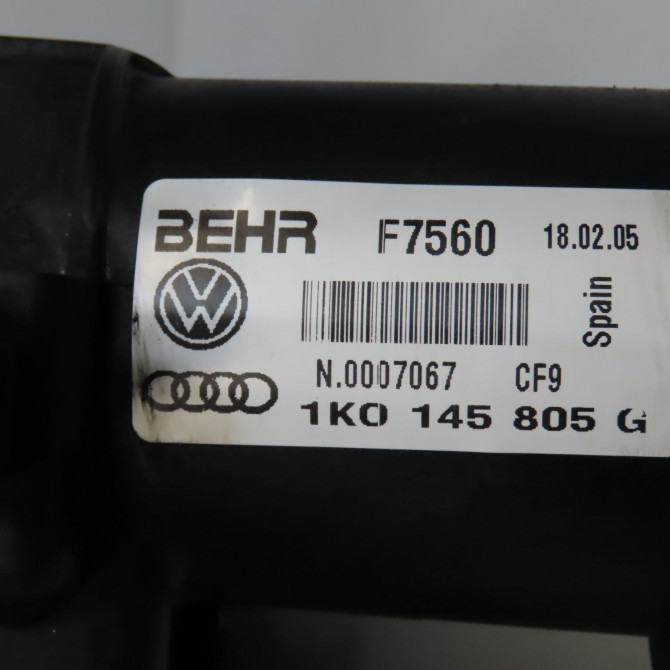 BEHR F7560 18.02.05
Spain
N.0007067 CF9
1K0 145 805 G